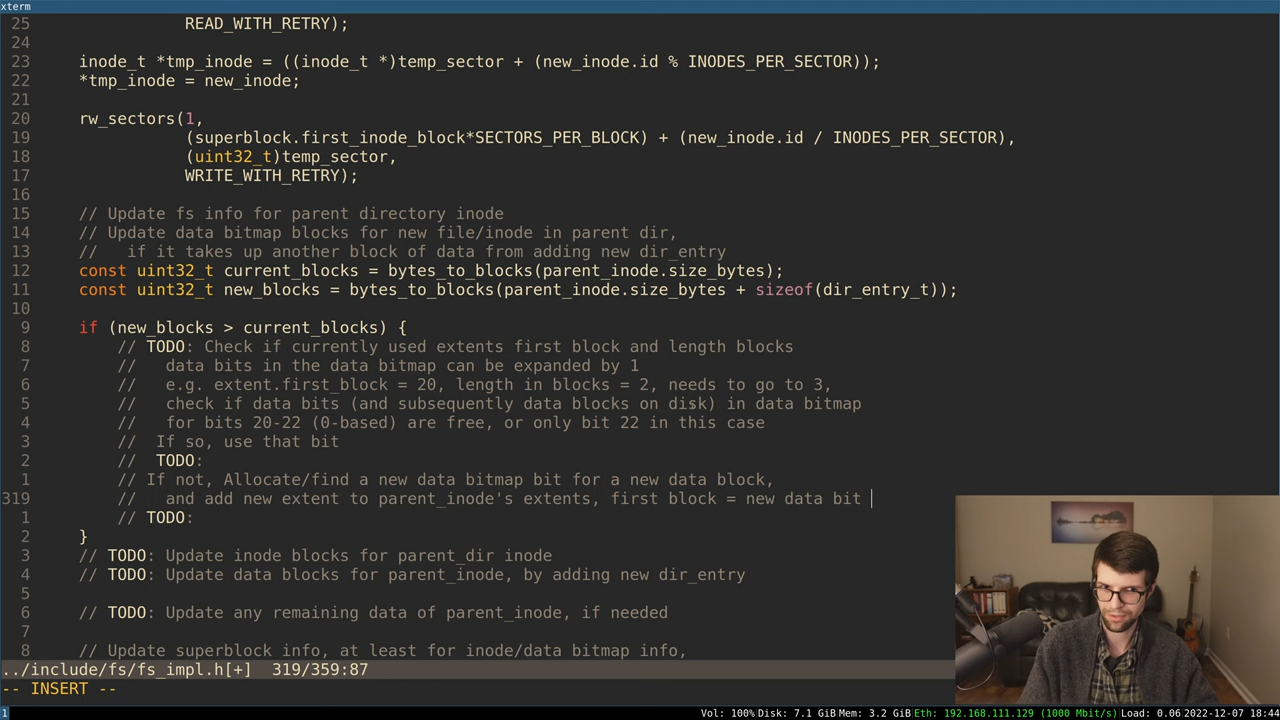 xterm
25 READ_WITH_RETRY);
24
23 inode_t *tmp_inode = ((inode_t *)temp_sector + (new_inode.id % INODES_PER_SECTOR));
22 *tmp_inode = new_inode;
21
20 rw_sectors(1,
19 (superblock.first_inode_block*SECTORS_PER_BLOCK) + (new_inode.id / INODES_PER_SECTOR),
18 (uint32_t)temp_sector,
17 WRITE_WITH_RETRY);
16
15 // Update fs info for parent directory inode
14 // Update data bitmap blocks for new file/inode in parent dir,
13 //   if it takes up another block of data from adding new dir_entry
12 const uint32_t current_blocks = bytes_to_blocks(parent_inode.size_bytes);
11 const uint32_t new_blocks = bytes_to_blocks(parent_inode.size_bytes + sizeof(dir_entry_t));
10
9 if (new_blocks > current_blocks) {
8 // TODO: Check if currently used extents first block and length blocks
7 //   data bits in the data bitmap can be expanded by 1
6 //   e.g. extent.first_block = 20, length in blocks = 2, needs to go to 3,
5 //   check if data bits (and subsequently data blocks on disk) in data bitmap
4 //   for bits 20-22 (0-based) are free, or only bit 22 in this case
3 //  If so, use that bit
2 //  TODO:
1 // If not, Allocate/find a new data bitmap bit for a new data block,
319 //   and add new extent to parent_inode's extents, first block = new data bit
1 // TODO:
2 }
3 // TODO: Update inode blocks for parent_dir inode
4 // TODO: Update data blocks for parent_inode, by adding new dir_entry
5
6 // TODO: Update any remaining data of parent_inode, if needed
7
8 // Update superblock info, at least for inode/data bitmap info,
../include/fs/fs_impl.h[+]  319/359:87
-- INSERT --
1 Vol: 100% Disk: 7.1 GiB Mem: 3.2 GiB Eth: 192.168.111.129 (1000 Mbit/s) Load: 0.06 2022-12-07 18:44